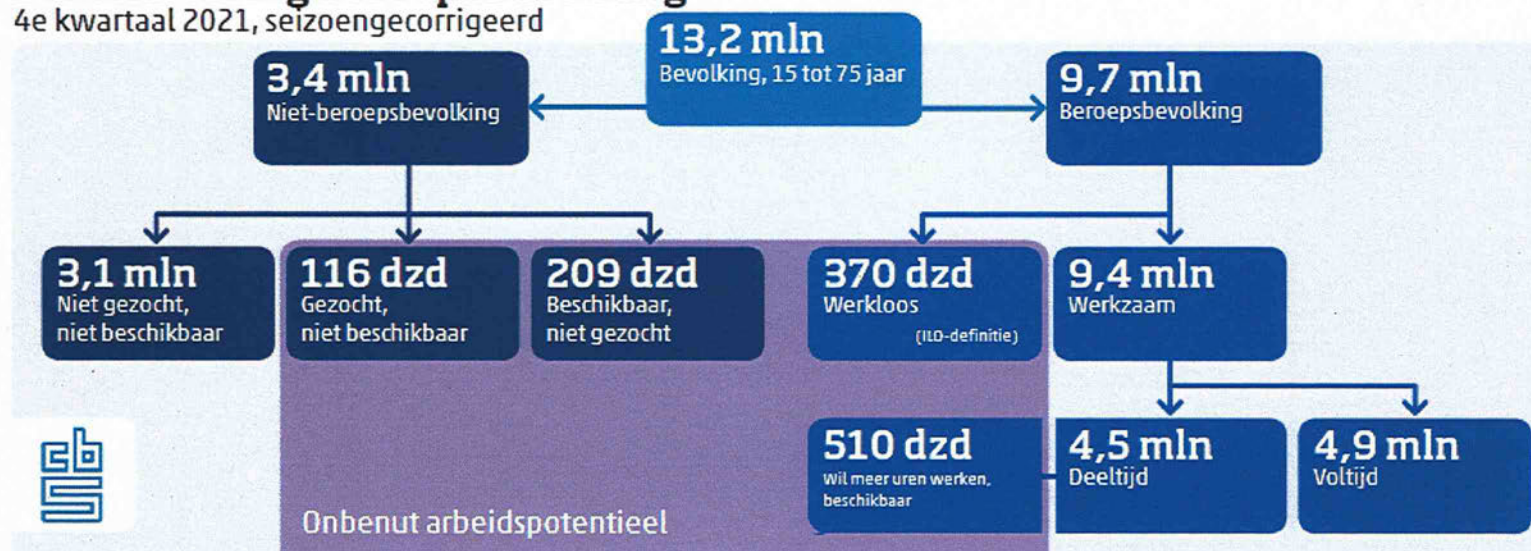 4e kwartaal 2021, seizoengecorrigeerd
13,2 mln
Bevolking, 15 tot 75 jaar
3,4 mln
Niet-beroepsbevolking
9,7 mln
Beroepsbevolking
3,1 mln
Niet gezocht,
niet beschikbaar
116 dzd
Gezocht,
niet beschikbaar
209 dzd
Beschikbaar,
niet gezocht
370 dzd
Werkloos
(ILO-definitie)
9,4 mln
Werkzaam
510 dzd
Wil meer uren werken,
beschikbaar
4,5 mln
Deeltijd
4,9 mln
Voltijd
cbs
Onbenut arbeidspotentieel